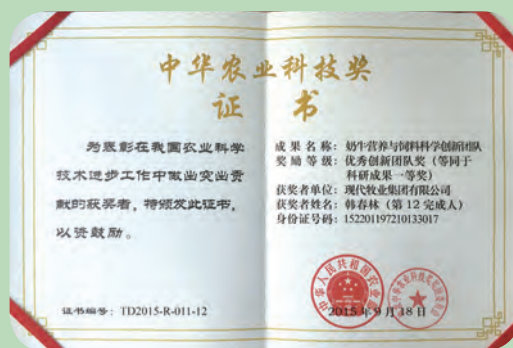 中华农业科技奖
证 书
为表彰在我国农业科学
技术进步工作中做出突出贡
献的获奖者，特颁发此证书，
以资鼓励。
证书编号：TD2015-R-011-12
成果名称：奶牛营养与饲料科学创新团队
奖励等级：优秀创新团队奖（等同于
科研成果一等奖）
获奖者单位：现代牧业集团有限公司
获奖者姓名：韩春林（第 12 完成人）
身份证号码：152201197210133017
2015年9月18日